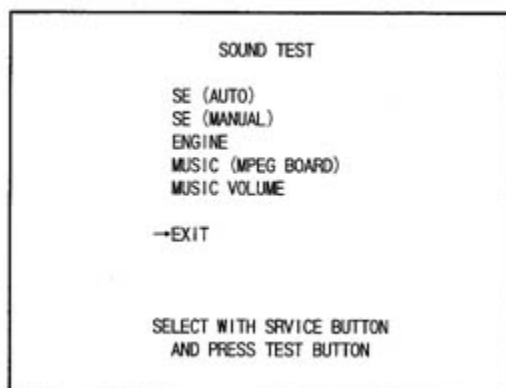 SOUND TEST
SE (AUTO)
SE (MANUAL)
ENGINE
MUSIC (MPEG BOARD)
MUSIC VOLUME
→EXIT
SELECT WITH SRVICE BUTTON
AND PRESS TEST BUTTON